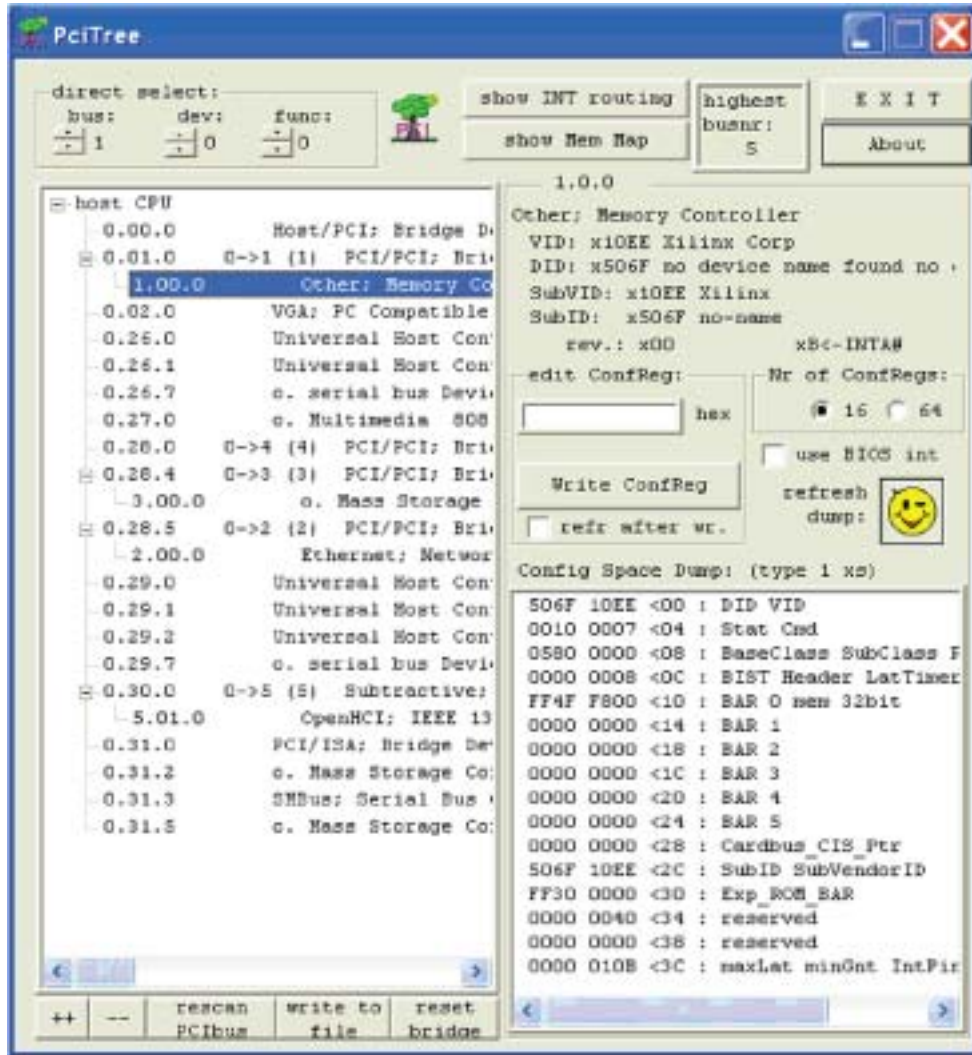 PciTree
direct select:
bus: dev: func:
1 0 0
PCI
show INT routing
show Mem Map
highest
busnr:
5
E X I T
About
host CPU
0.00.0 Host/PCI; Bridge D
0.01.0 0->1 (1) PCI/PCI; Bri
1.00.0 Other; Memory Co
0.02.0 VGA; PC Compatible
0.26.0 Universal Host Con
0.26.1 Universal Host Con
0.26.7 o. serial bus Devi
0.27.0 o. Multimedia 808
0.28.0 0->4 (4) PCI/PCI; Bri
0.28.4 0->3 (3) PCI/PCI; Bri
3.00.0 o. Mass Storage
0.28.5 0->2 (2) PCI/PCI; Bri
2.00.0 Ethernet; Networ
0.29.0 Universal Host Con
0.29.1 Universal Host Con
0.29.2 Universal Host Con
0.29.7 o. serial bus Devi
0.30.0 0->5 (5) Subtractive;
5.01.0 OpenHCI; IEEE 13
0.31.0 PCI/ISA; Bridge De
0.31.2 o. Mass Storage Co
0.31.3 SMBus; Serial Bus
0.31.5 o. Mass Storage Co
++
--
rescan
PCIbus
write to
file
reset
bridge
1.0.0
Other; Memory Controller
VID: x10EE Xilinx Corp
DID: x506F no device name found no
SubVID: x10EE Xilinx
SubID: x506F no-name
rev.: x00 xB<-INTA#
edit ConfReg:
hex
Nr of ConfRegs:
16 64
use BIOS int
Write ConfReg
refr after wr.
refresh
dump:
Config Space Dump: (type 1 xs)
506F 10EE <00 : DID VID
0010 0007 <04 : Stat Cmd
0580 0000 <08 : BaseClass SubClass P
0000 0008 <0C : BIST Header LatTimer
FF4F F800 <10 : BAR 0 mem 32bit
0000 0000 <14 : BAR 1
0000 0000 <18 : BAR 2
0000 0000 <1C : BAR 3
0000 0000 <20 : BAR 4
0000 0000 <24 : BAR 5
0000 0000 <28 : Cardbus_CIS_Ptr
506F 10EE <2C : SubID SubVendorID
FF30 0000 <30 : Exp_ROM_BAR
0000 0040 <34 : reserved
0000 0000 <38 : reserved
0000 010B <3C : maxLat minGnt IntPin